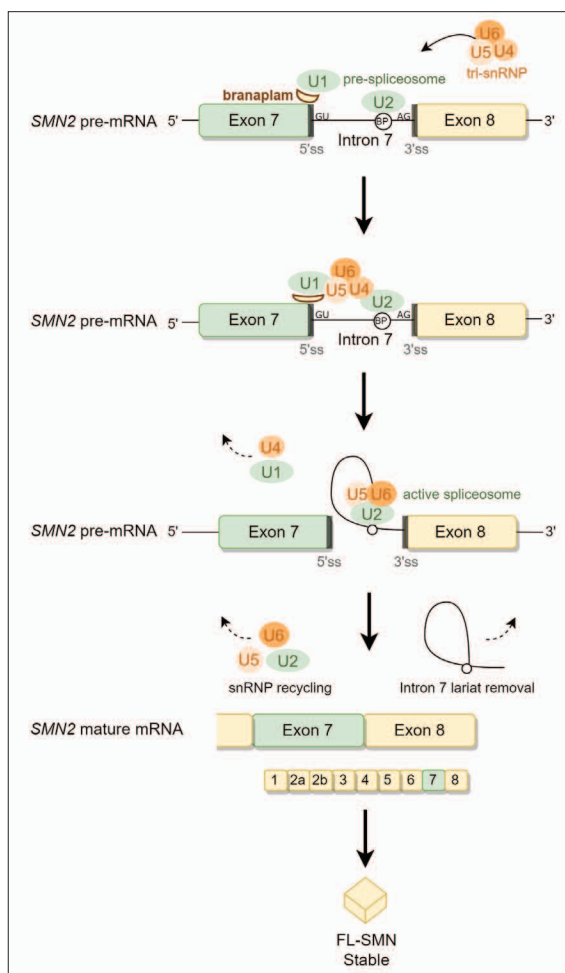 U6
U5 U4
tri-snRNP
U1 pre-spliceosome
branaplam
U2
SMN2 pre-mRNA 5' Exon 7 GU BP AG Exon 8 3'
5'ss Intron 7 3'ss
U6
U1 U5 U4
U2
SMN2 pre-mRNA Exon 7 GU BP AG Exon 8 3'
5'ss Intron 7 3'ss
U4
U1
U5 U6 active spliceosome
U2
SMN2 pre-mRNA 5' Exon 7 Exon 8 3'
5'ss 3'ss
U6
U5 U2
snRNP recycling Intron 7 lariat removal
SMN2 mature mRNA Exon 7 Exon 8
1 2a 2b 3 4 5 6 7 8
FL-SMN
Stable